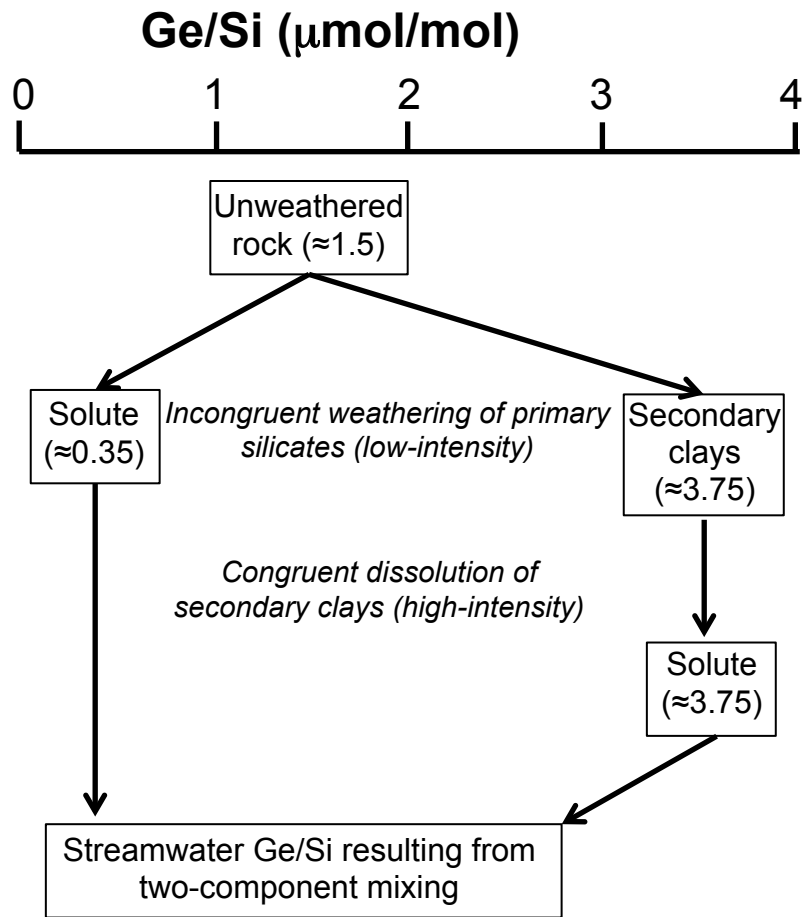 Ge/Si (μmol/mol)
0 1 2 3 4
Unweathered
rock (≈1.5)
Solute
(≈0.35)
Incongruent weathering of primary
silicates (low-intensity)
Secondary
clays
(≈3.75)
Congruent dissolution of
secondary clays (high-intensity)
Solute
(≈3.75)
Streamwater Ge/Si resulting from
two-component mixing